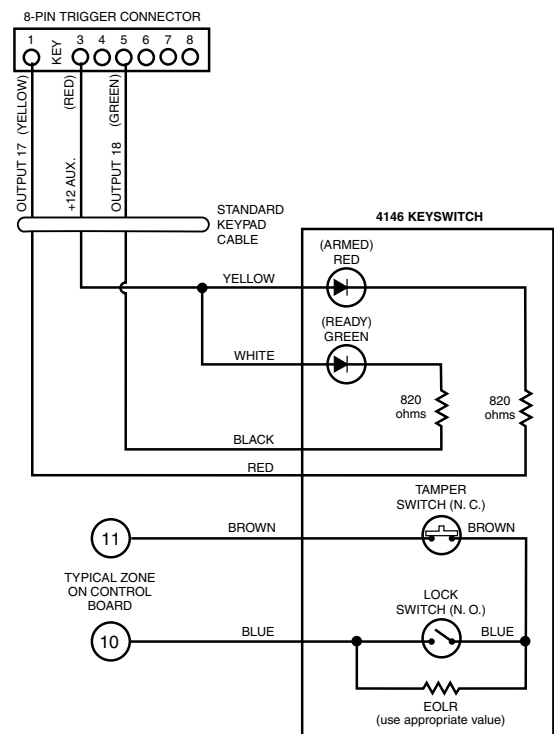 8-PIN TRIGGER CONNECTOR
1 KEY 3 4 5 6 7 8
OUTPUT 17 (YELLOW)
+12 AUX. (RED)
OUTPUT 18 (GREEN)
STANDARD
KEYPAD
CABLE
4146 KEYSWITCH
(ARMED)
RED
YELLOW
(READY)
GREEN
WHITE
820
ohms
820
ohms
BLACK
RED
TAMPER
SWITCH (N. C.)
11
BROWN
BROWN
TYPICAL ZONE
ON CONTROL
BOARD
LOCK
SWITCH (N. O.)
10
BLUE
BLUE
EOLR
(use appropriate value)